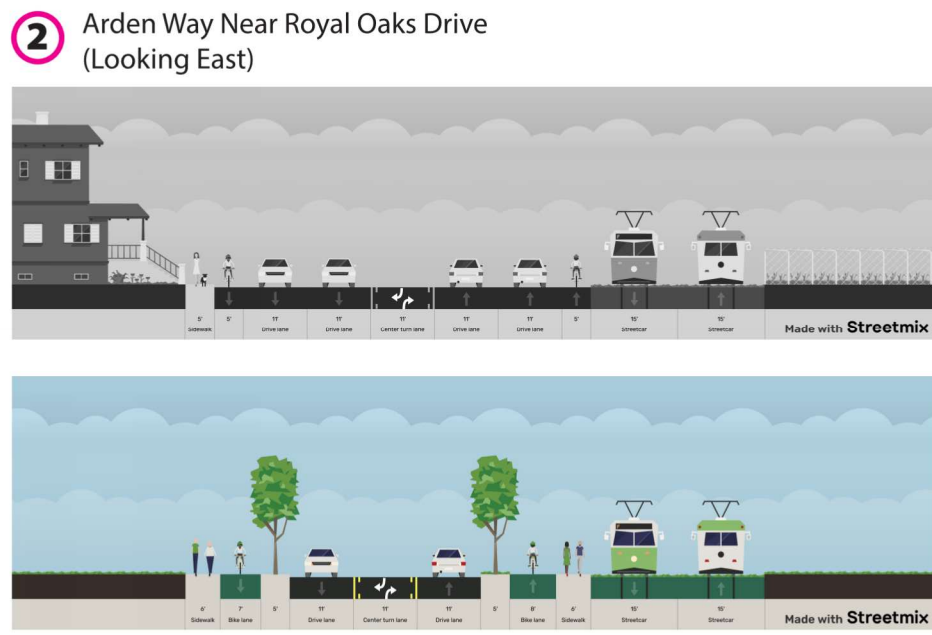 2
Arden Way Near Royal Oaks Drive
(Looking East)
5' 5' 11' 11' 11' 11' 11' 5' 15' 15'
Sidewalk Drive lane Drive lane Center turn lane Drive lane Drive lane Streetcar Streetcar
Made with Streetmix
6' 7' 5' 11' 11' 11' 5' 8' 6' 15' 15'
Sidewalk Bike lane Drive lane Center turn lane Drive lane Bike lane Sidewalk Streetcar Streetcar
Made with Streetmix